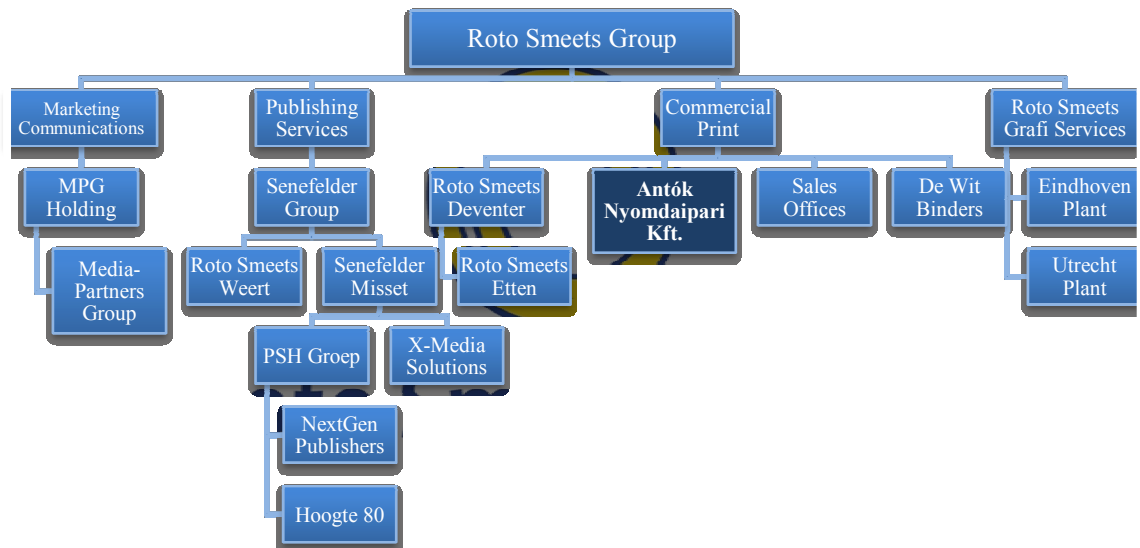 Roto Smeets Group
Marketing
Communications
Publishing
Services
Commercial
Print
Roto Smeets
Grafi Services
MPG
Holding
Senefelder
Group
Roto Smeets
Deventer
Antók
Nyomdaipari
Kft.
Sales
Offices
De Wit
Binders
Eindhoven
Plant
Media-
Partners
Group
Roto Smeets
Weert
Senefelder
Misset
Roto Smeets
Etten
Utrecht
Plant
PSH Groep
X-Media
Solutions
NextGen
Publishers
Hoogte 80